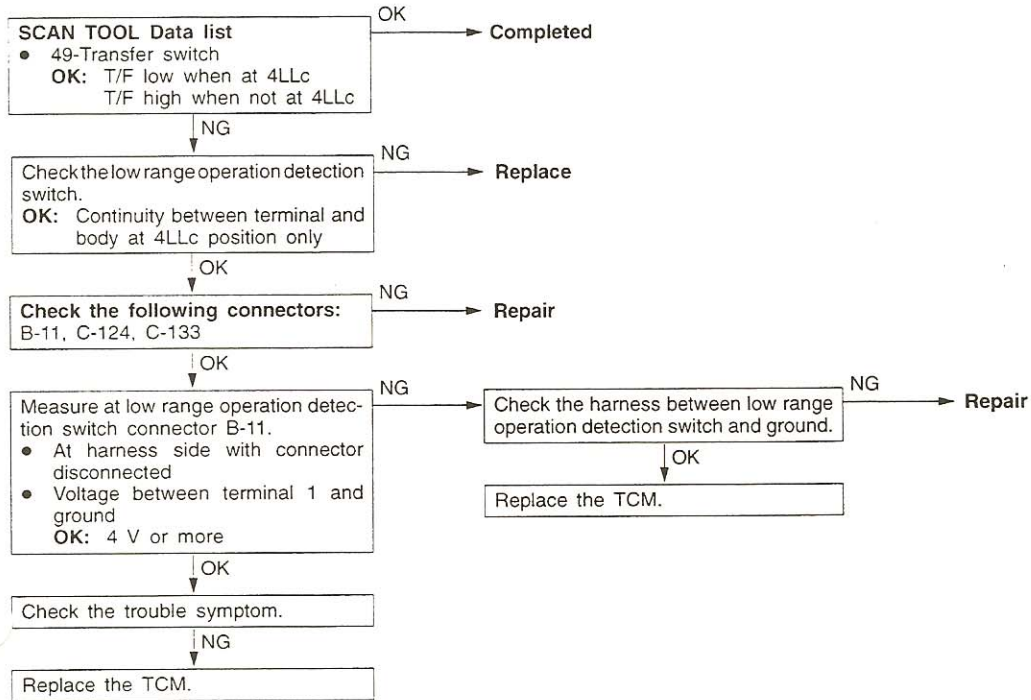 SCAN TOOL Data list
● 49-Transfer switch
OK: T/F low when at 4LLc
T/F high when not at 4LLc
OK
Completed
NG
Check the low range operation detection
switch.
OK: Continuity between terminal and
body at 4LLc position only
NG
Replace
OK
Check the following connectors:
B-11, C-124, C-133
NG
Repair
OK
Measure at low range operation detec-
tion switch connector B-11.
● At harness side with connector
disconnected
● Voltage between terminal 1 and
ground
OK: 4 V or more
NG
Check the harness between low range
operation detection switch and ground.
NG
Repair
OK
Replace the TCM.
OK
Check the trouble symptom.
NG
Replace the TCM.